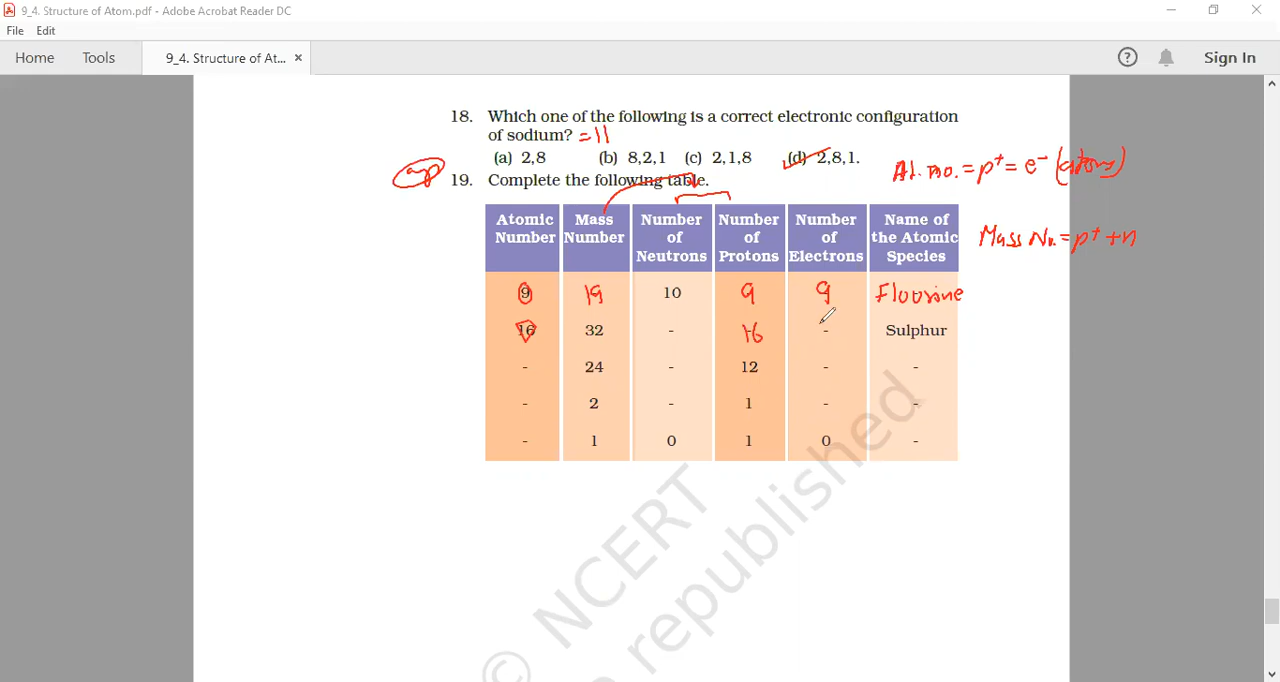 9_4. Structure of Atom.pdf - Adobe Acrobat Reader DC
File Edit
Home Tools 9_4. Structure of At... × ? Sign In
18. Which one of the following is a correct electronic configuration
of sodium? =11
(a) 2,8 (b) 8,2,1 (c) 2,1,8 (d) 2,8,1.
At. no. = p+ = e- (atoms)
19. Complete the following table.
Atomic Number Mass Number Number of Neutrons Number of Protons Number of Electrons Name of the Atomic Species
Mass No. = p+ + n
9 19 10 9 9 Flourine
16 32 - 16 - Sulphur
- 24 - 12 - -
- 2 - 1 - -
- 1 0 1 0 -
© NCERT
republished